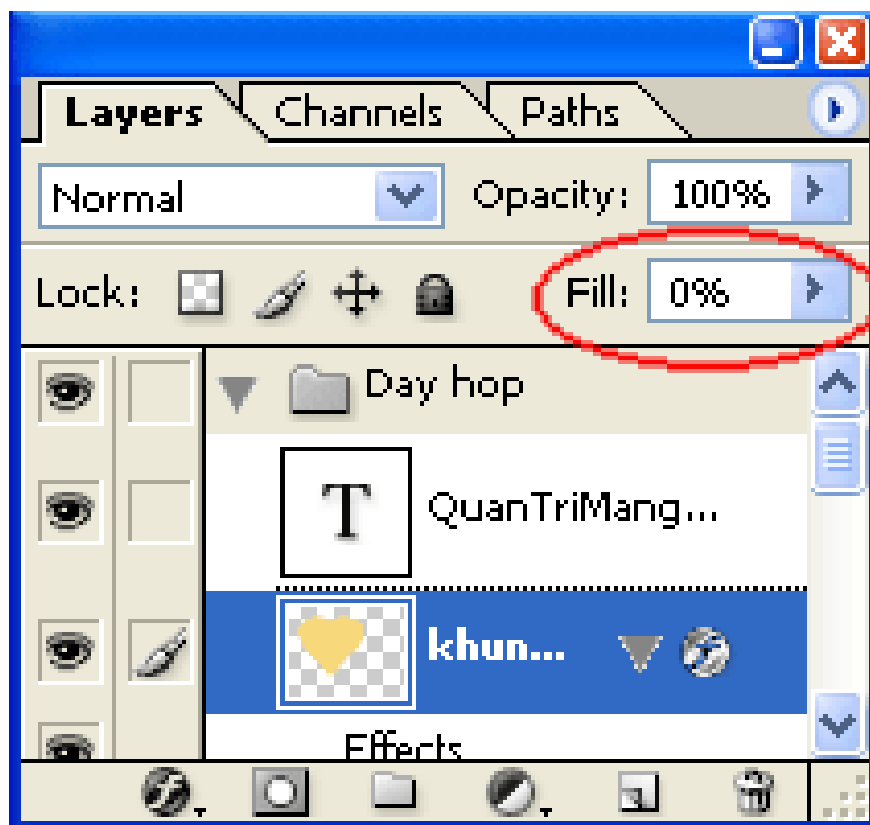 Layers Channels Paths
Normal Opacity: 100%
Lock: Fill: 0%
Day hop
T QuanTriMang...
khun...
Effects